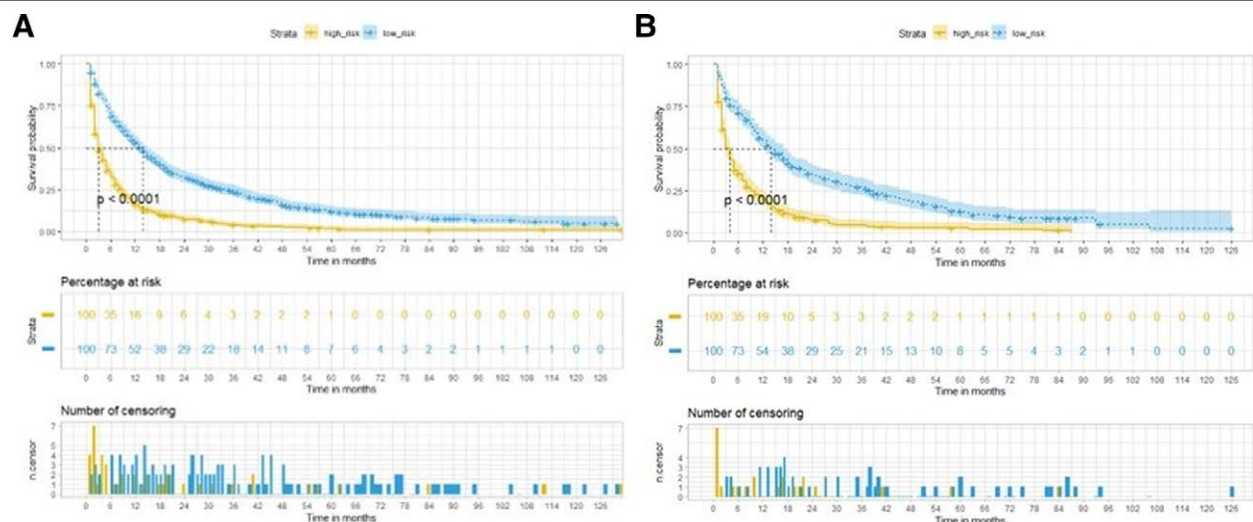 A
Strata high_risk low_risk
Survival probability
1.00
0.75
0.50
0.25
0.00
p < 0.0001
0 6 12 18 24 30 36 42 48 54 60 66 72 78 84 90 96 102 108 114 120 126
Time in months
Percentage at risk
Strata
100 35 16 9 6 4 3 2 2 2 1 0 0 0 0 0 0 0 0 0 0 0
100 73 52 38 29 22 18 14 11 8 7 6 4 3 2 2 1 1 1 1 0 0
0 6 12 18 24 30 36 42 48 54 60 66 72 78 84 90 96 102 108 114 120 126
Time in months
Number of censoring
n.censor
7
5
4
3
2
1
0
0 6 12 18 24 30 36 42 48 54 60 66 72 78 84 90 96 102 108 114 120 126
Time in months
B
Strata high_risk low_risk
Survival probability
1.00
0.75
0.50
0.25
0.00
p < 0.0001
0 6 12 18 24 30 36 42 48 54 60 66 72 78 84 90 96 102 108 114 120 126
Time in months
Percentage at risk
Strata
100 35 19 10 5 3 3 2 2 2 1 1 1 1 1 0 0 0 0 0 0 0
100 73 54 38 29 25 21 15 13 10 8 5 5 4 3 2 1 1 0 0 0 0
0 6 12 18 24 30 36 42 48 54 60 66 72 78 84 90 96 102 108 114 120 126
Time in months
Number of censoring
n.censor
7
4
3
2
1
0
0 6 12 18 24 30 36 42 48 54 60 66 72 78 84 90 96 102 108 114 120 126
Time in months